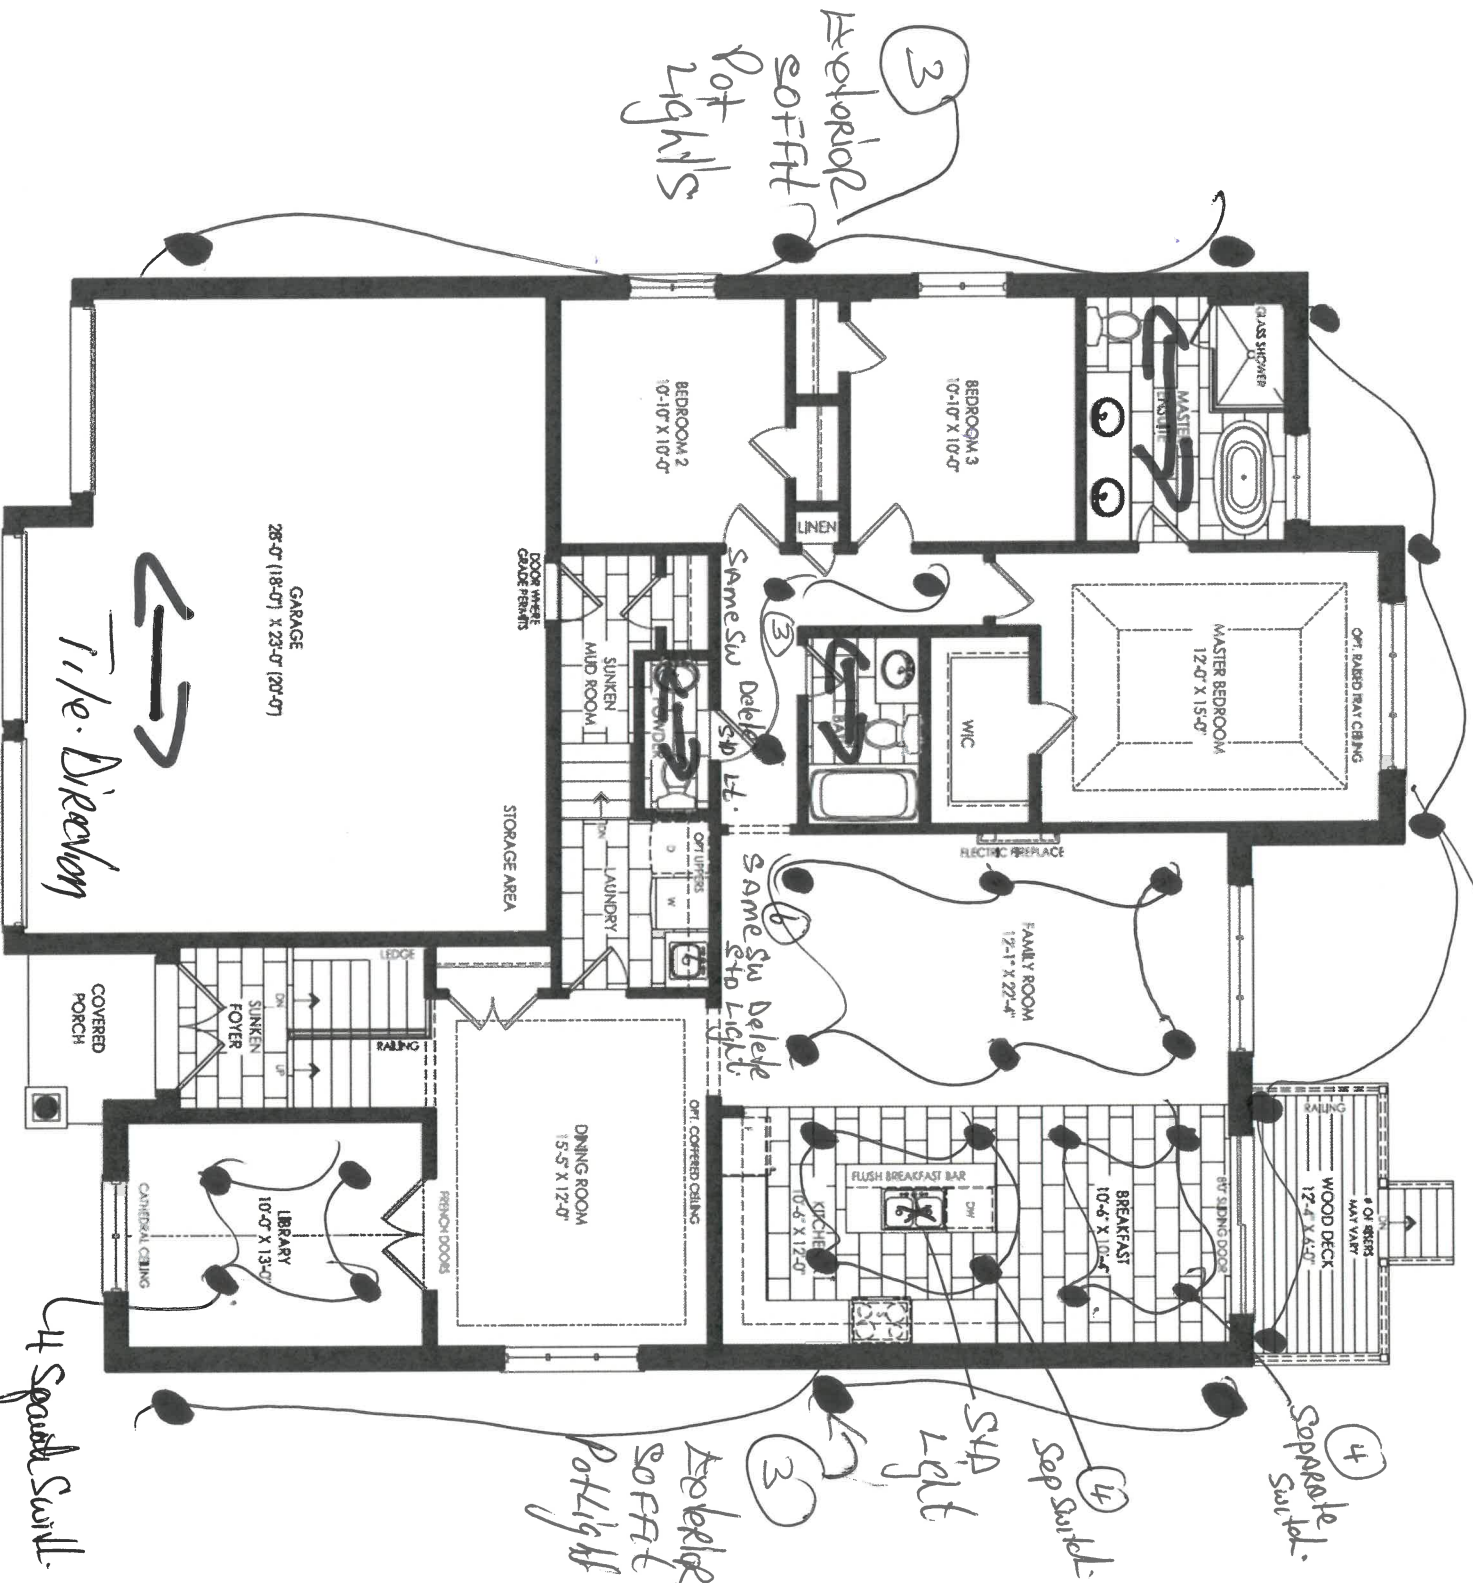 3
Exterior
soffit
Pot
Lights
GLASS SHOWER
MASTER
ENSUITE
BEDROOM 3
10'-10" X 10'-0"
BEDROOM 2
10'-10" X 10'-0"
LINEN
OPT. RAISED TRAY CEILING
MASTER BEDROOM
12'-0" X 15'-0"
WIC
BATH
3
SAME SW Delete
STD LT.
DOOR WHERE
GRADE PERMITS
SUNKEN
MUD ROOM
POWDER
GARAGE
28'-0" (18'-0") X 23'-0" (20'-0")
Tile Direction
STORAGE AREA
DN
LAUNDRY
OPT UPPERS
D
W
ELECTRIC FIREPLACE
FAMILY ROOM
12'-1" X 22'-4"
6
SAME SW Delete
STD Light.
LEDGE
DN
SUNKEN
FOYER
UP
RAILING
COVERED
PORCH
OPT. COFFERED CEILING
DINING ROOM
15'-5" X 12'-0"
FRENCH DOORS
LIBRARY
10'-0" X 13'-0"
CATHEDRAL CEILING
F
FLUSH BREAKFAST BAR
DW
KITCHEN
10'-6" X 12'-0"
BREAKFAST
10'-6" X 10'-4"
8'0" SLIDING DOOR
RAILING
WOOD DECK
12'-4" X 6'-0"
# OF RISERS
MAY VARY
DN
4
Separate
Switch.
4
Sep Switch.
STD
Light
3
Exterior
Soffit
Pot Light
4 Separate Switch.